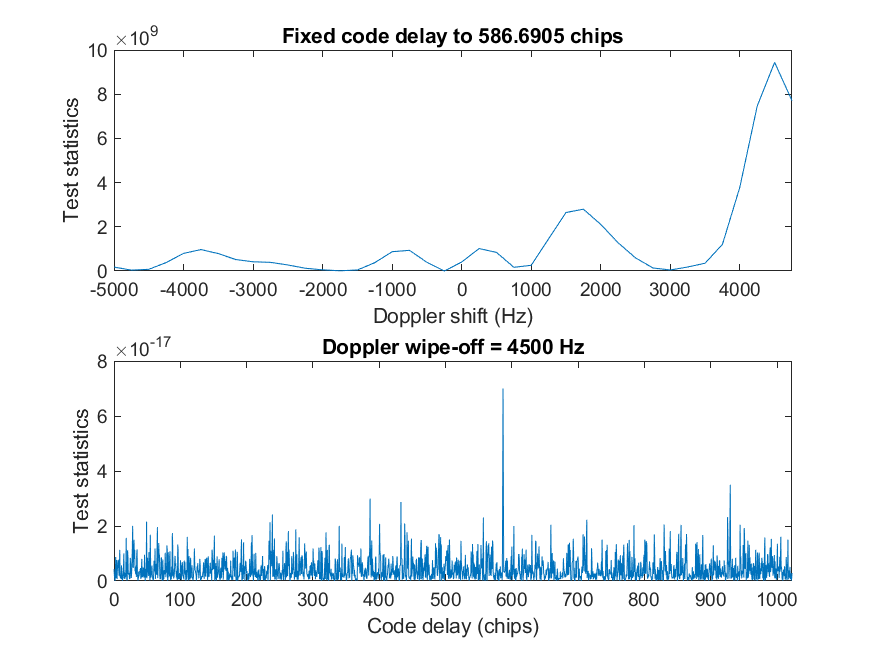 Fixed code delay to 586.6905 chips
×10^9
10
8
6
4
2
0
Test statistics
-5000 -4000 -3000 -2000 -1000 0 1000 2000 3000 4000
Doppler shift (Hz)
Doppler wipe-off = 4500 Hz
×10^-17
8
6
4
2
0
Test statistics
0 100 200 300 400 500 600 700 800 900 1000
Code delay (chips)